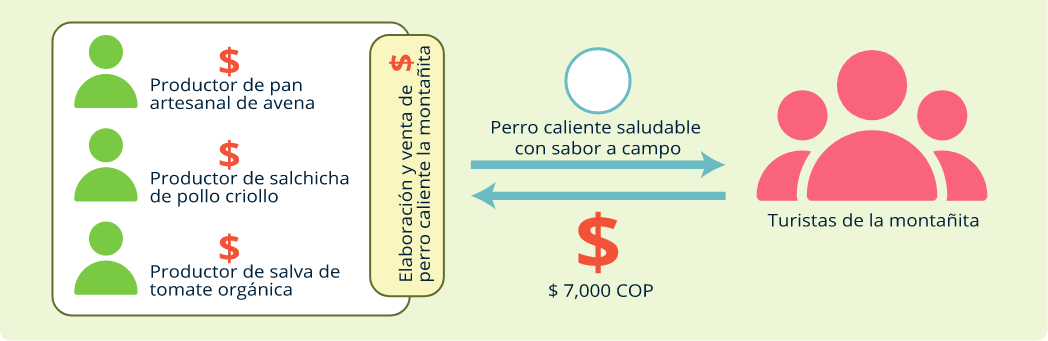 $
Productor de pan
artesanal de avena
$
Productor de salchicha
de pollo criollo
$
Productor de salva de
tomate orgánica
$
Elaboración y venta de
perro caliente la montañita
Perro caliente saludable
con sabor a campo
$
$ 7,000 COP
Turistas de la montañita